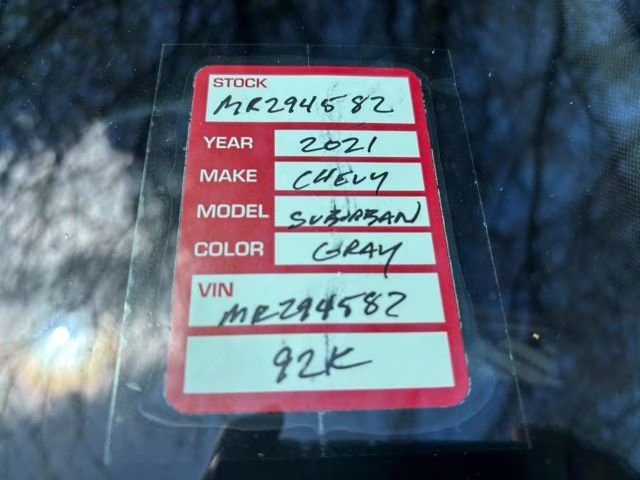 STOCK
MR294582
YEAR 2021
MAKE CHEVY
MODEL SUBURBAN
COLOR GRAY
VIN
MR294582
92K